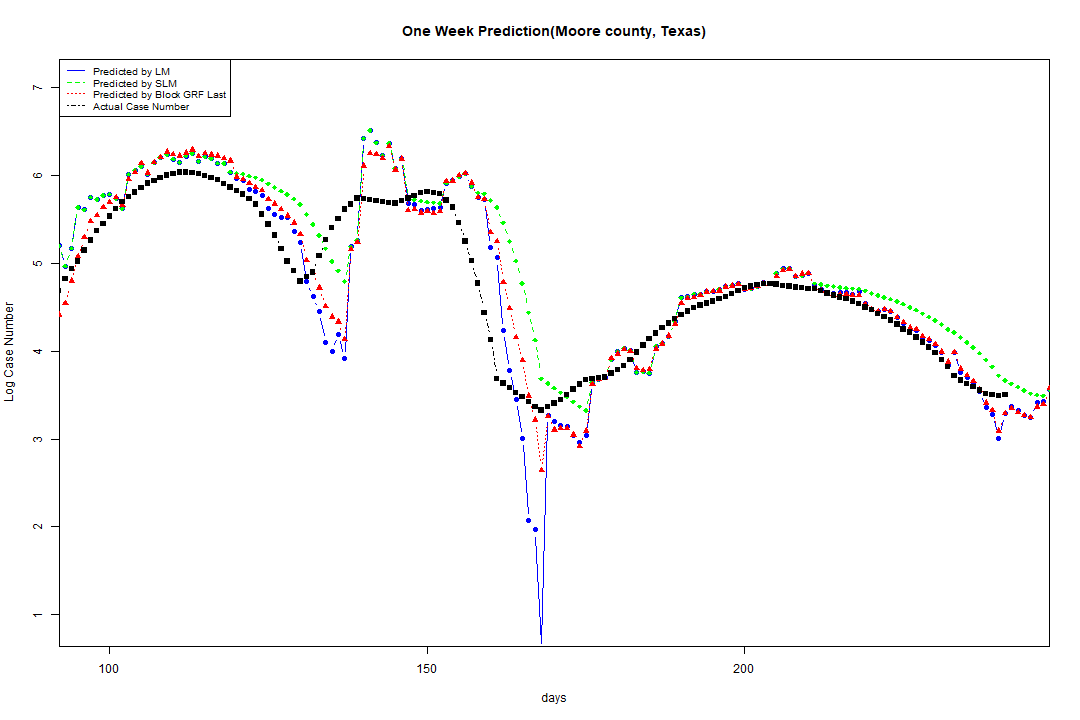 One Week Prediction(Moore county, Texas)
Predicted by LM
Predicted by SLM
Predicted by Block GRF Last
Actual Case Number
Log Case Number
7
6
5
4
3
2
1
100 150 200
days